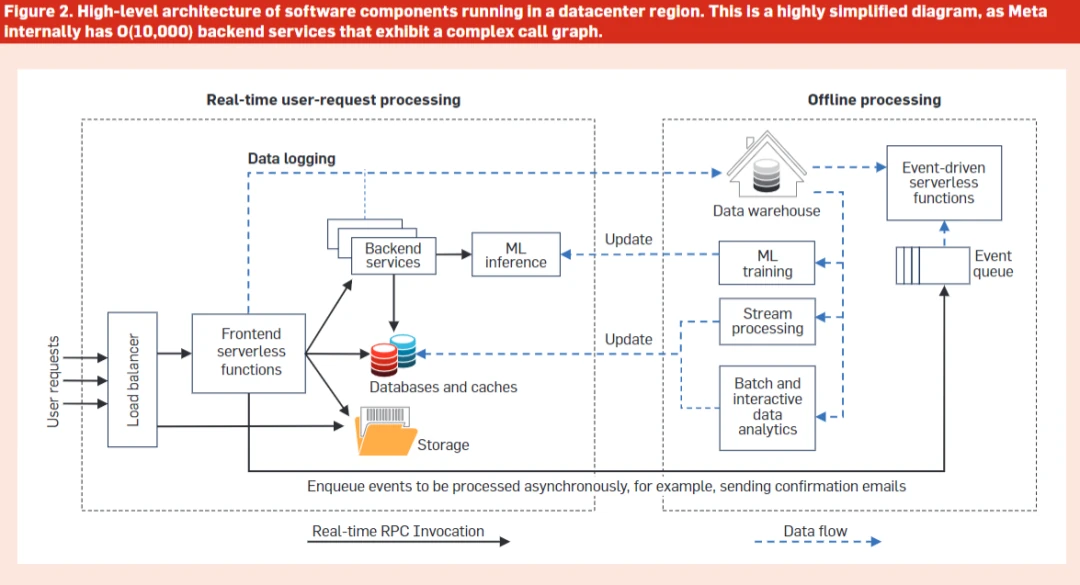 Figure 2. High-level architecture of software components running in a datacenter region. This is a highly simplified diagram, as Meta
internally has O(10,000) backend services that exhibit a complex call graph.
Real-time user-request processing
Offline processing
Data logging
Data warehouse
Event-driven
serverless
functions
Backend
services
ML
inference
Update
ML
training
Event
queue
Stream
processing
User requests
Load balancer
Frontend
serverless
functions
Update
Databases and caches
Batch and
interactive
data
analytics
Storage
Enqueue events to be processed asynchronously, for example, sending confirmation emails
Real-time RPC Invocation
Data flow